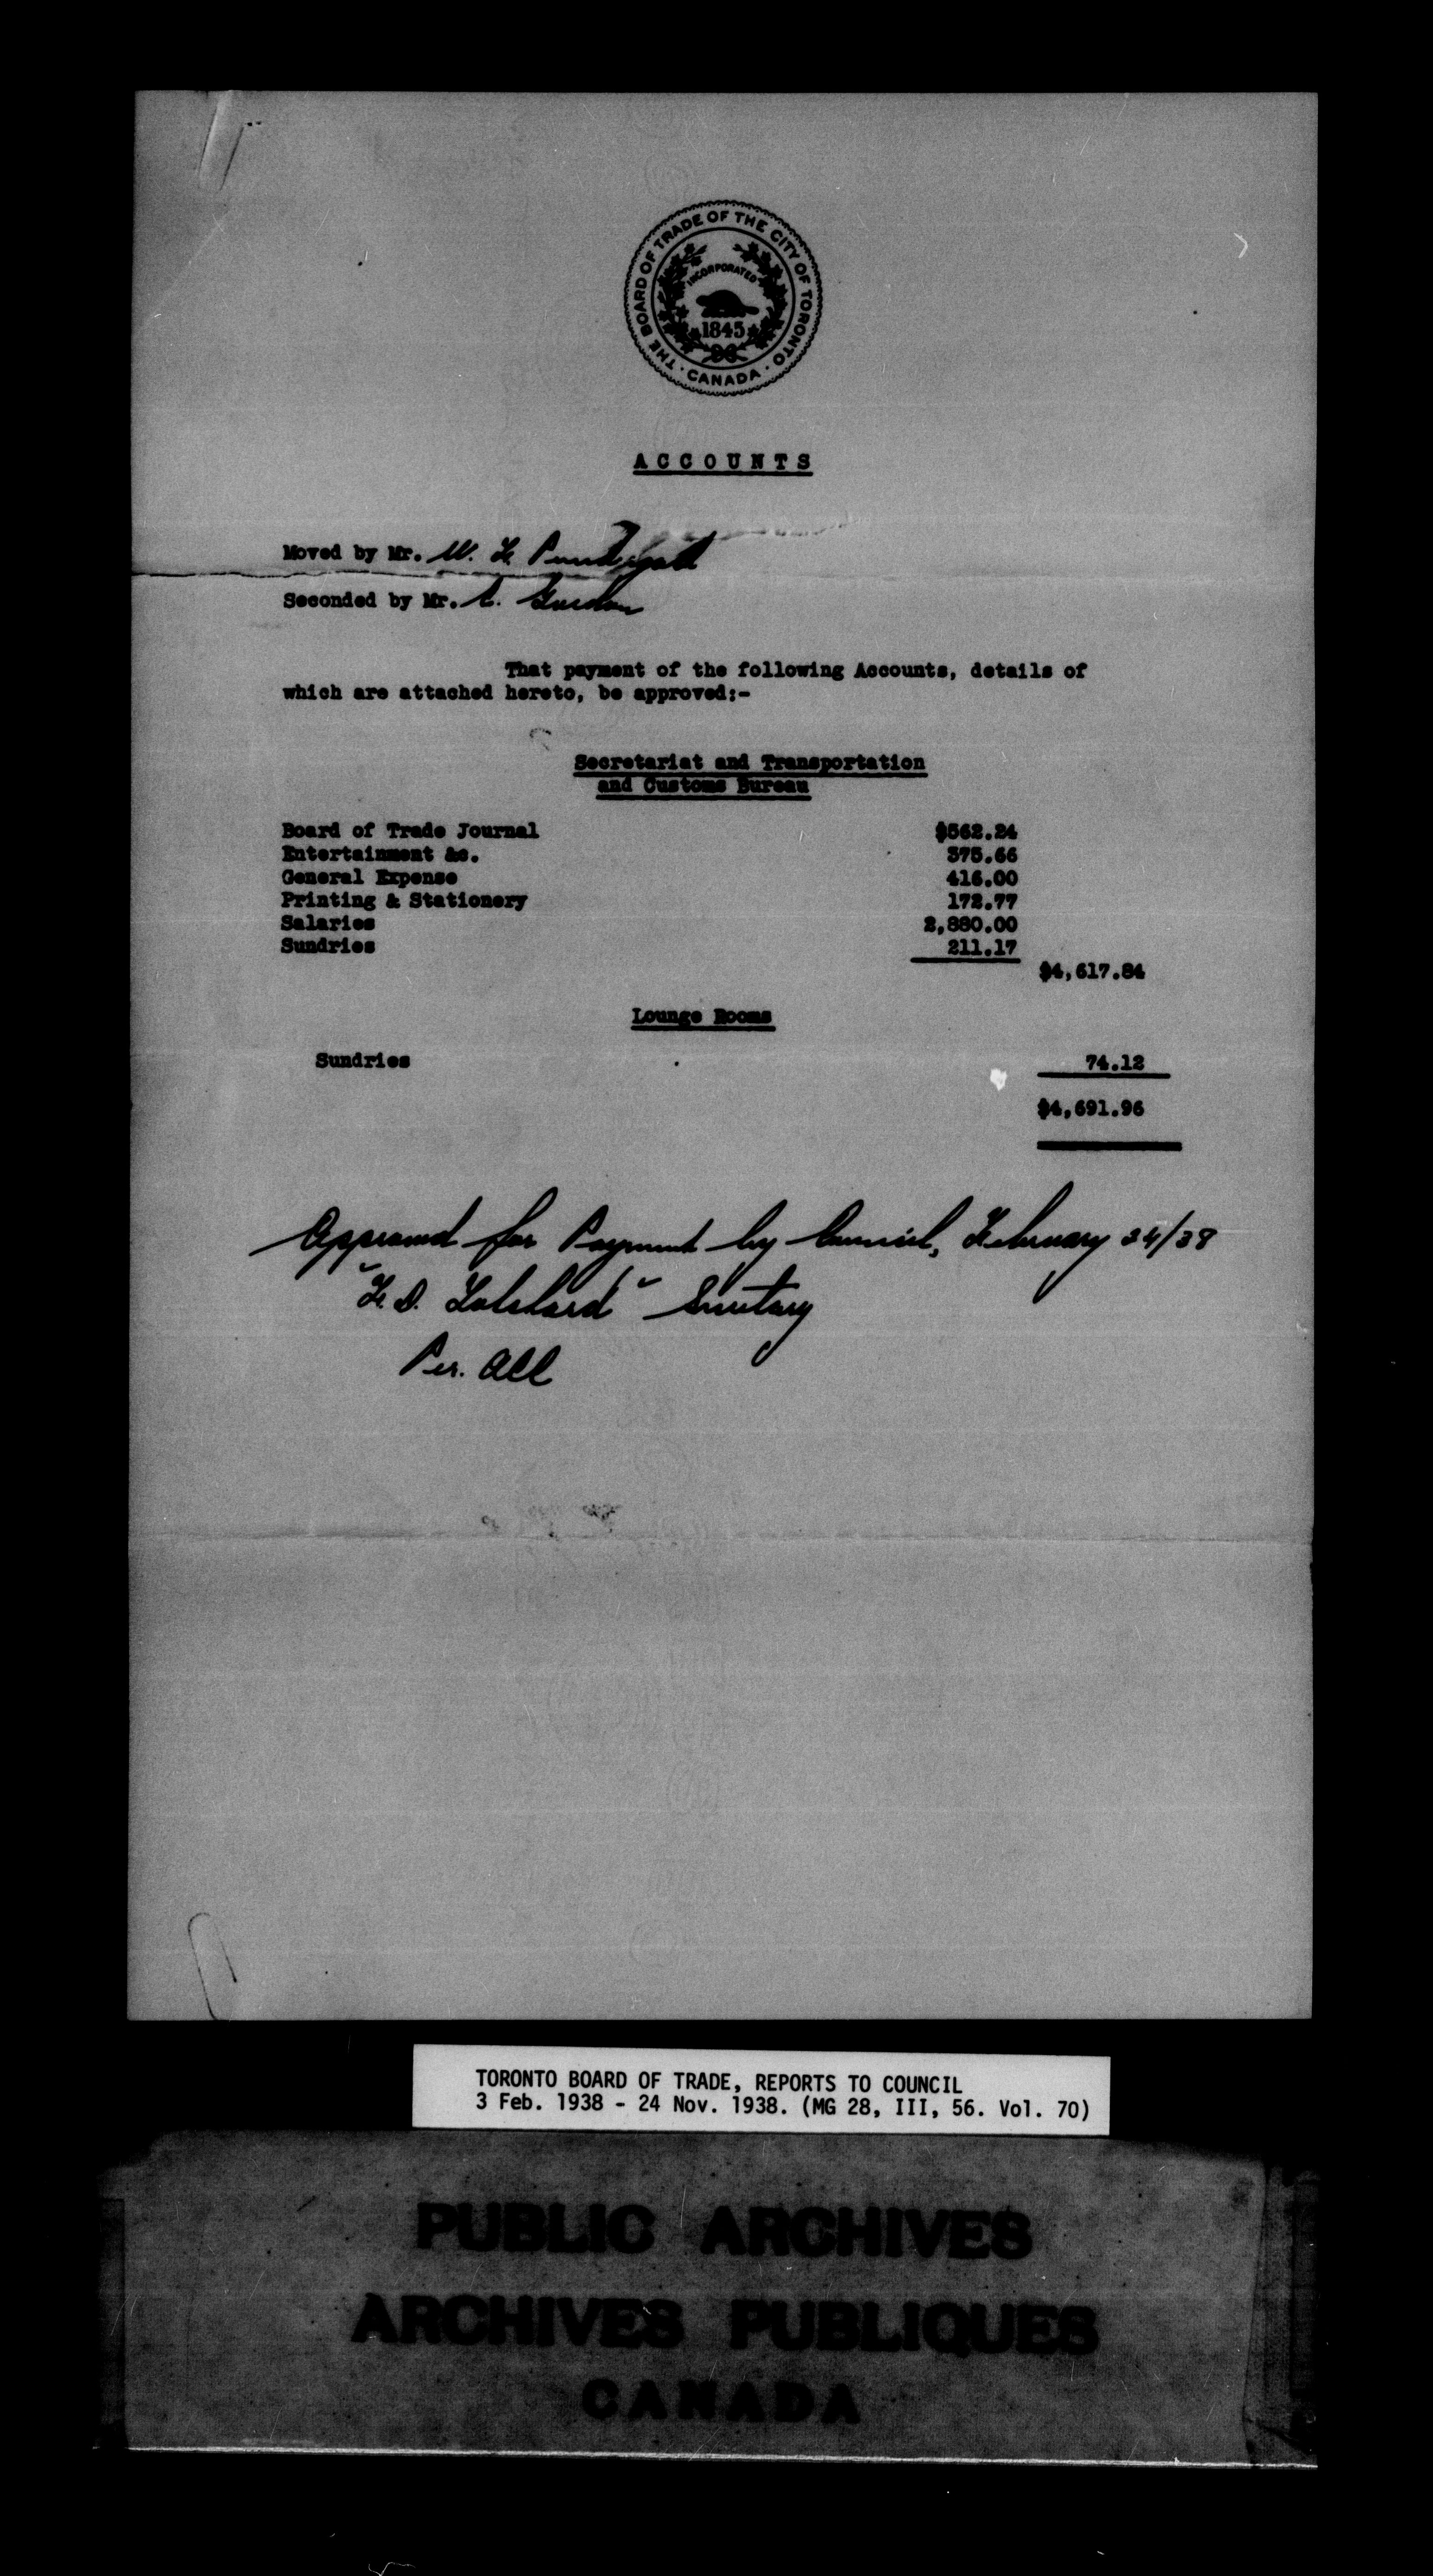 THE BOARD OF TRADE OF THE CITY OF TORONTO · CANADA ·
INCORPORATED
1845
ACCOUNTS
Moved by Mr. W. F.
Seconded by Mr. Gordon
That payment of the following Accounts, details of
which are attached hereto, be approved:-
Secretariat and Transportation
and Customs Bureau
Board of Trade Journal $562.24
Entertainment &c. 375.66
General Expense 416.00
Printing & Stationery 172.77
Salaries 2,880.00
Sundries 211.17
$4,617.84
Lounge Rooms
Sundries 74.12
$4,691.96
Approved for Payment by Council, February 24/38
"F. D. Tolchard" Secretary
Per.
TORONTO BOARD OF TRADE, REPORTS TO COUNCIL
3 Feb. 1938 - 24 Nov. 1938. (MG 28, III, 56. Vol. 70)
PUBLIC ARCHIVES
ARCHIVES PUBLIQUES
CANADA